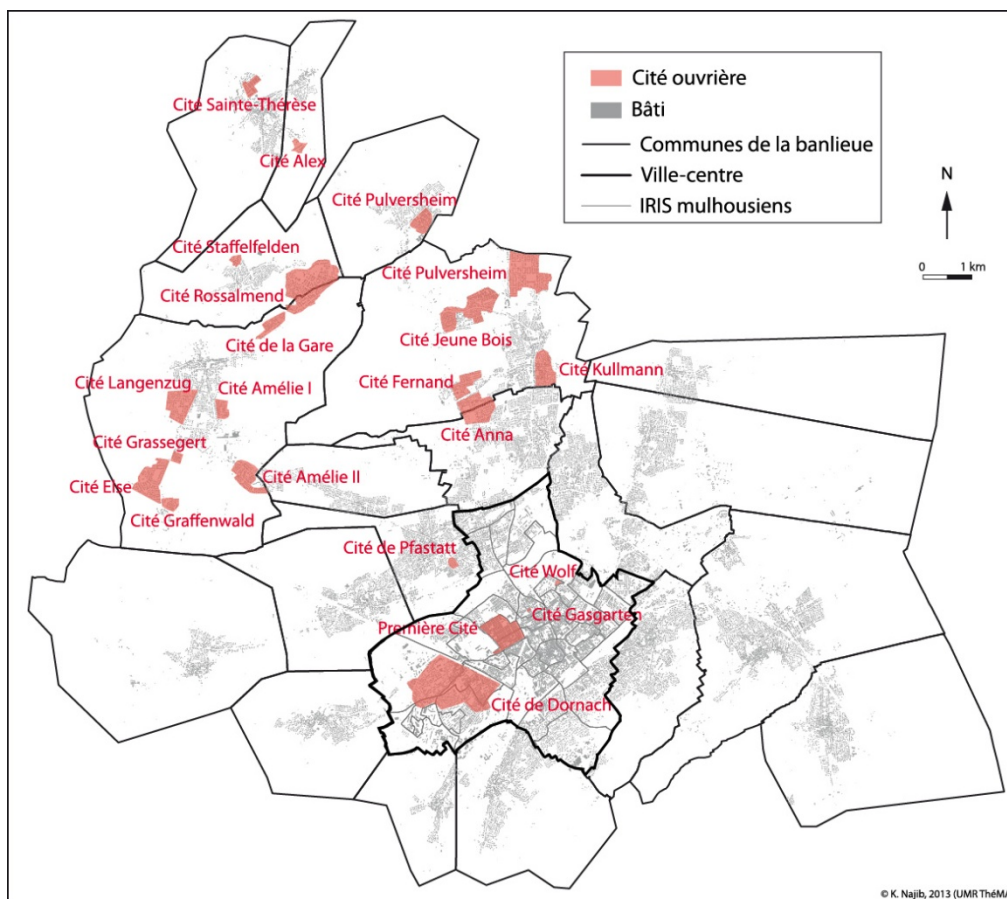 Cité ouvrière
Bâti
Communes de la banlieue
Ville-centre
IRIS mulhousiens
N
0 1 km
Cité Sainte-Thérèse
Cité Alex
Cité Pulversheim
Cité Staffelfelden
Cité Rossalmend
Cité Pulversheim
Cité de la Gare
Cité Jeune Bois
Cité Langenzug
Cité Amélie I
Cité Fernand
Cité Kullmann
Cité Anna
Cité Grassegert
Cité Else
Cité Amélie II
Cité Graffenwald
Cité de Pfastatt
Cité Wolf
Cité Gasgarten
Première Cité
Cité de Dornach
© K. Najib, 2013 (UMR ThéMA